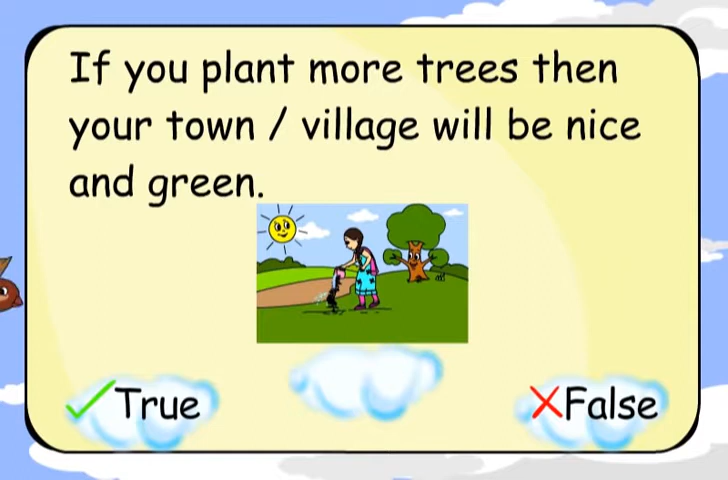 If you plant more trees then
your town / village will be nice
and green.
True
False